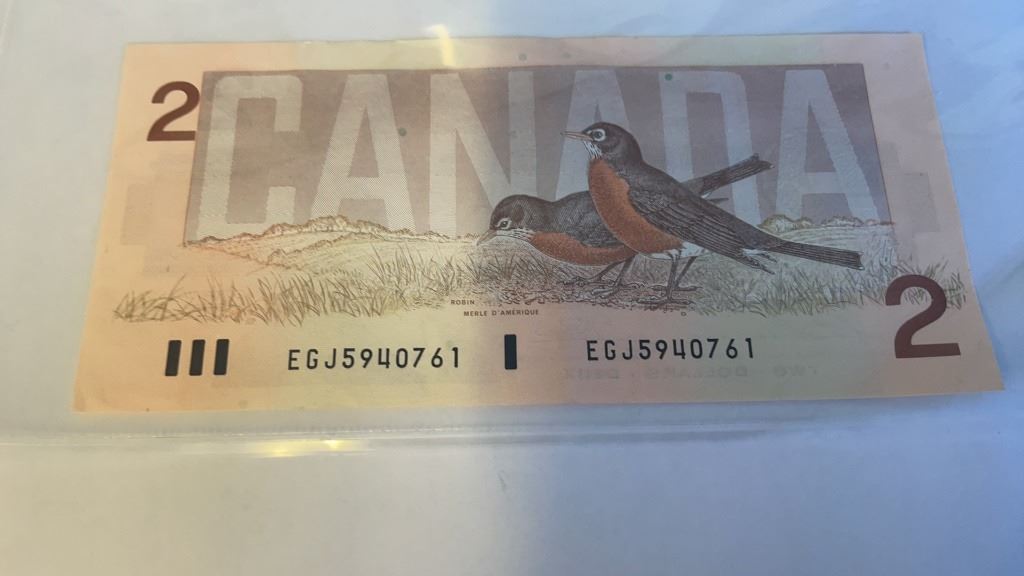 2
CANADA
ROBIN
MERLE D'AMÉRIQUE
2
EGJ5940761 EGJ5940761